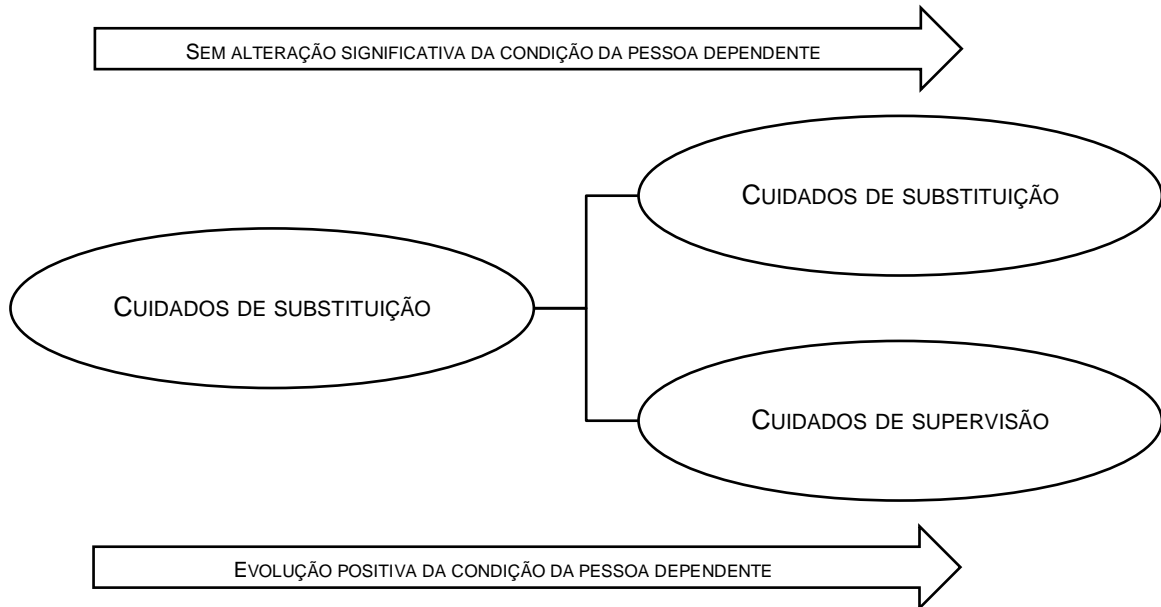 SEM ALTERAÇÃO SIGNIFICATIVA DA CONDIÇÃO DA PESSOA DEPENDENTE
CUIDADOS DE SUBSTITUIÇÃO
CUIDADOS DE SUBSTITUIÇÃO
CUIDADOS DE SUPERVISÃO
EVOLUÇÃO POSITIVA DA CONDIÇÃO DA PESSOA DEPENDENTE